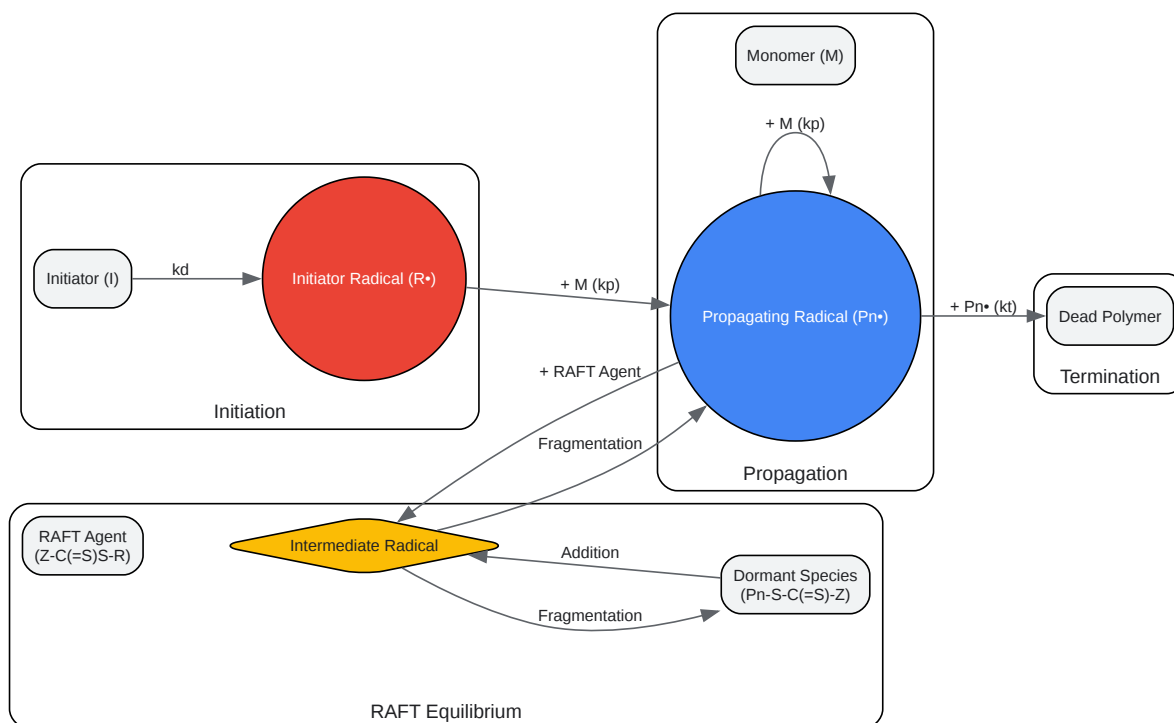 Monomer (M)
+ M (kp)
Initiator (I)
kd
Initiator Radical (R•)
+ M (kp)
Propagating Radical (Pn•)
+ Pn• (kt)
Dead Polymer
Termination
+ RAFT Agent
Initiation
Fragmentation
Propagation
RAFT Agent
(Z-C(=S)S-R)
Intermediate Radical
Addition
Dormant Species
(Pn-S-C(=S)-Z)
Fragmentation
RAFT Equilibrium